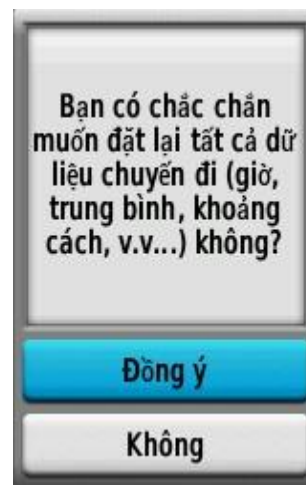 Bạn có chắc chắn
muốn đặt lại tất cả dữ
liệu chuyến đi (giờ,
trung bình, khoảng
cách, v.v...) không?
Đồng ý
Không